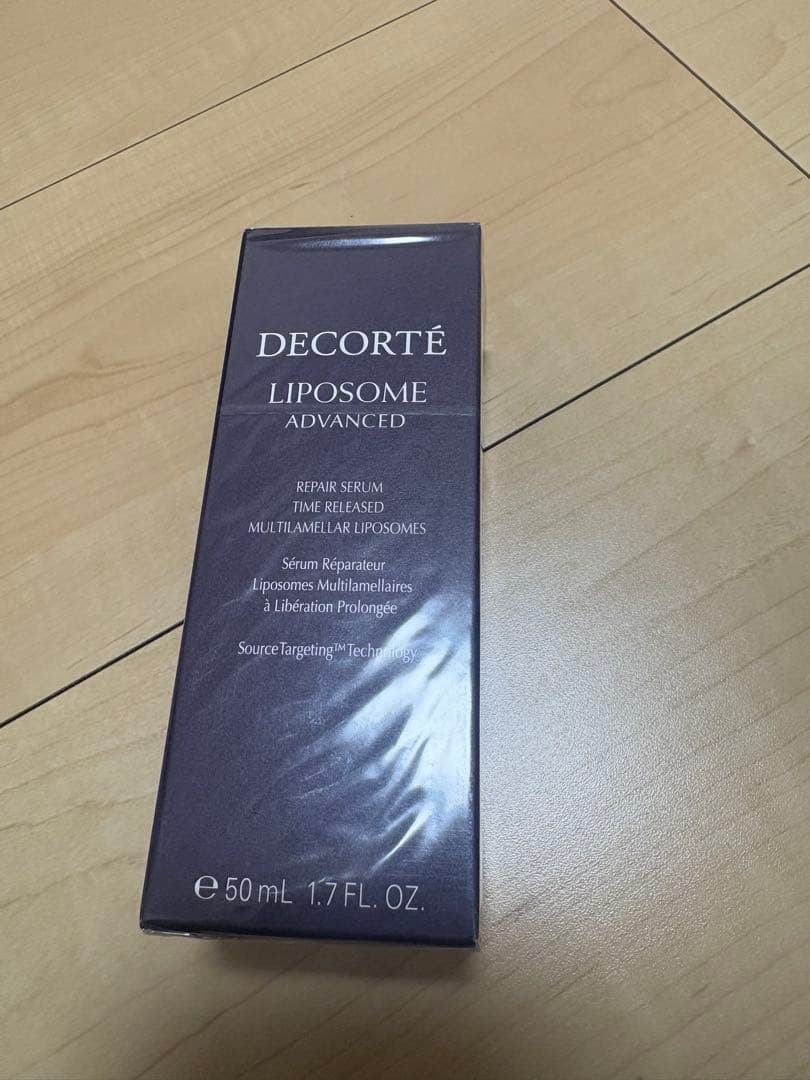 DECORTÉ
LIPOSOME
ADVANCED
REPAIR SERUM
TIME RELEASED
MULTILAMELLAR LIPOSOMES
Sérum Réparateur
Liposomes Multilamellaires
à Libération Prolongée
SourceTargeting™ Technology
℮ 50 mL 1.7 FL. OZ.